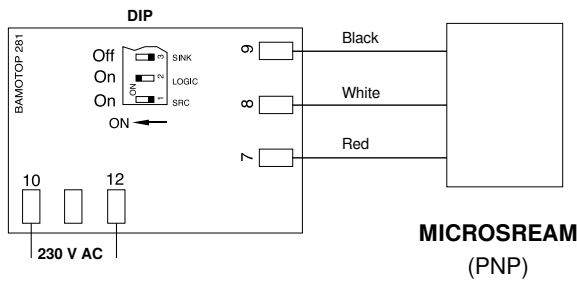 DIP
BAMOTOP 281
Off 3 SINK
On 2 LOGIC
On 1 SRC
ON
ON
9 Black
8 White
7 Red
10 12
230 V AC
MICROSREAM
(PNP)